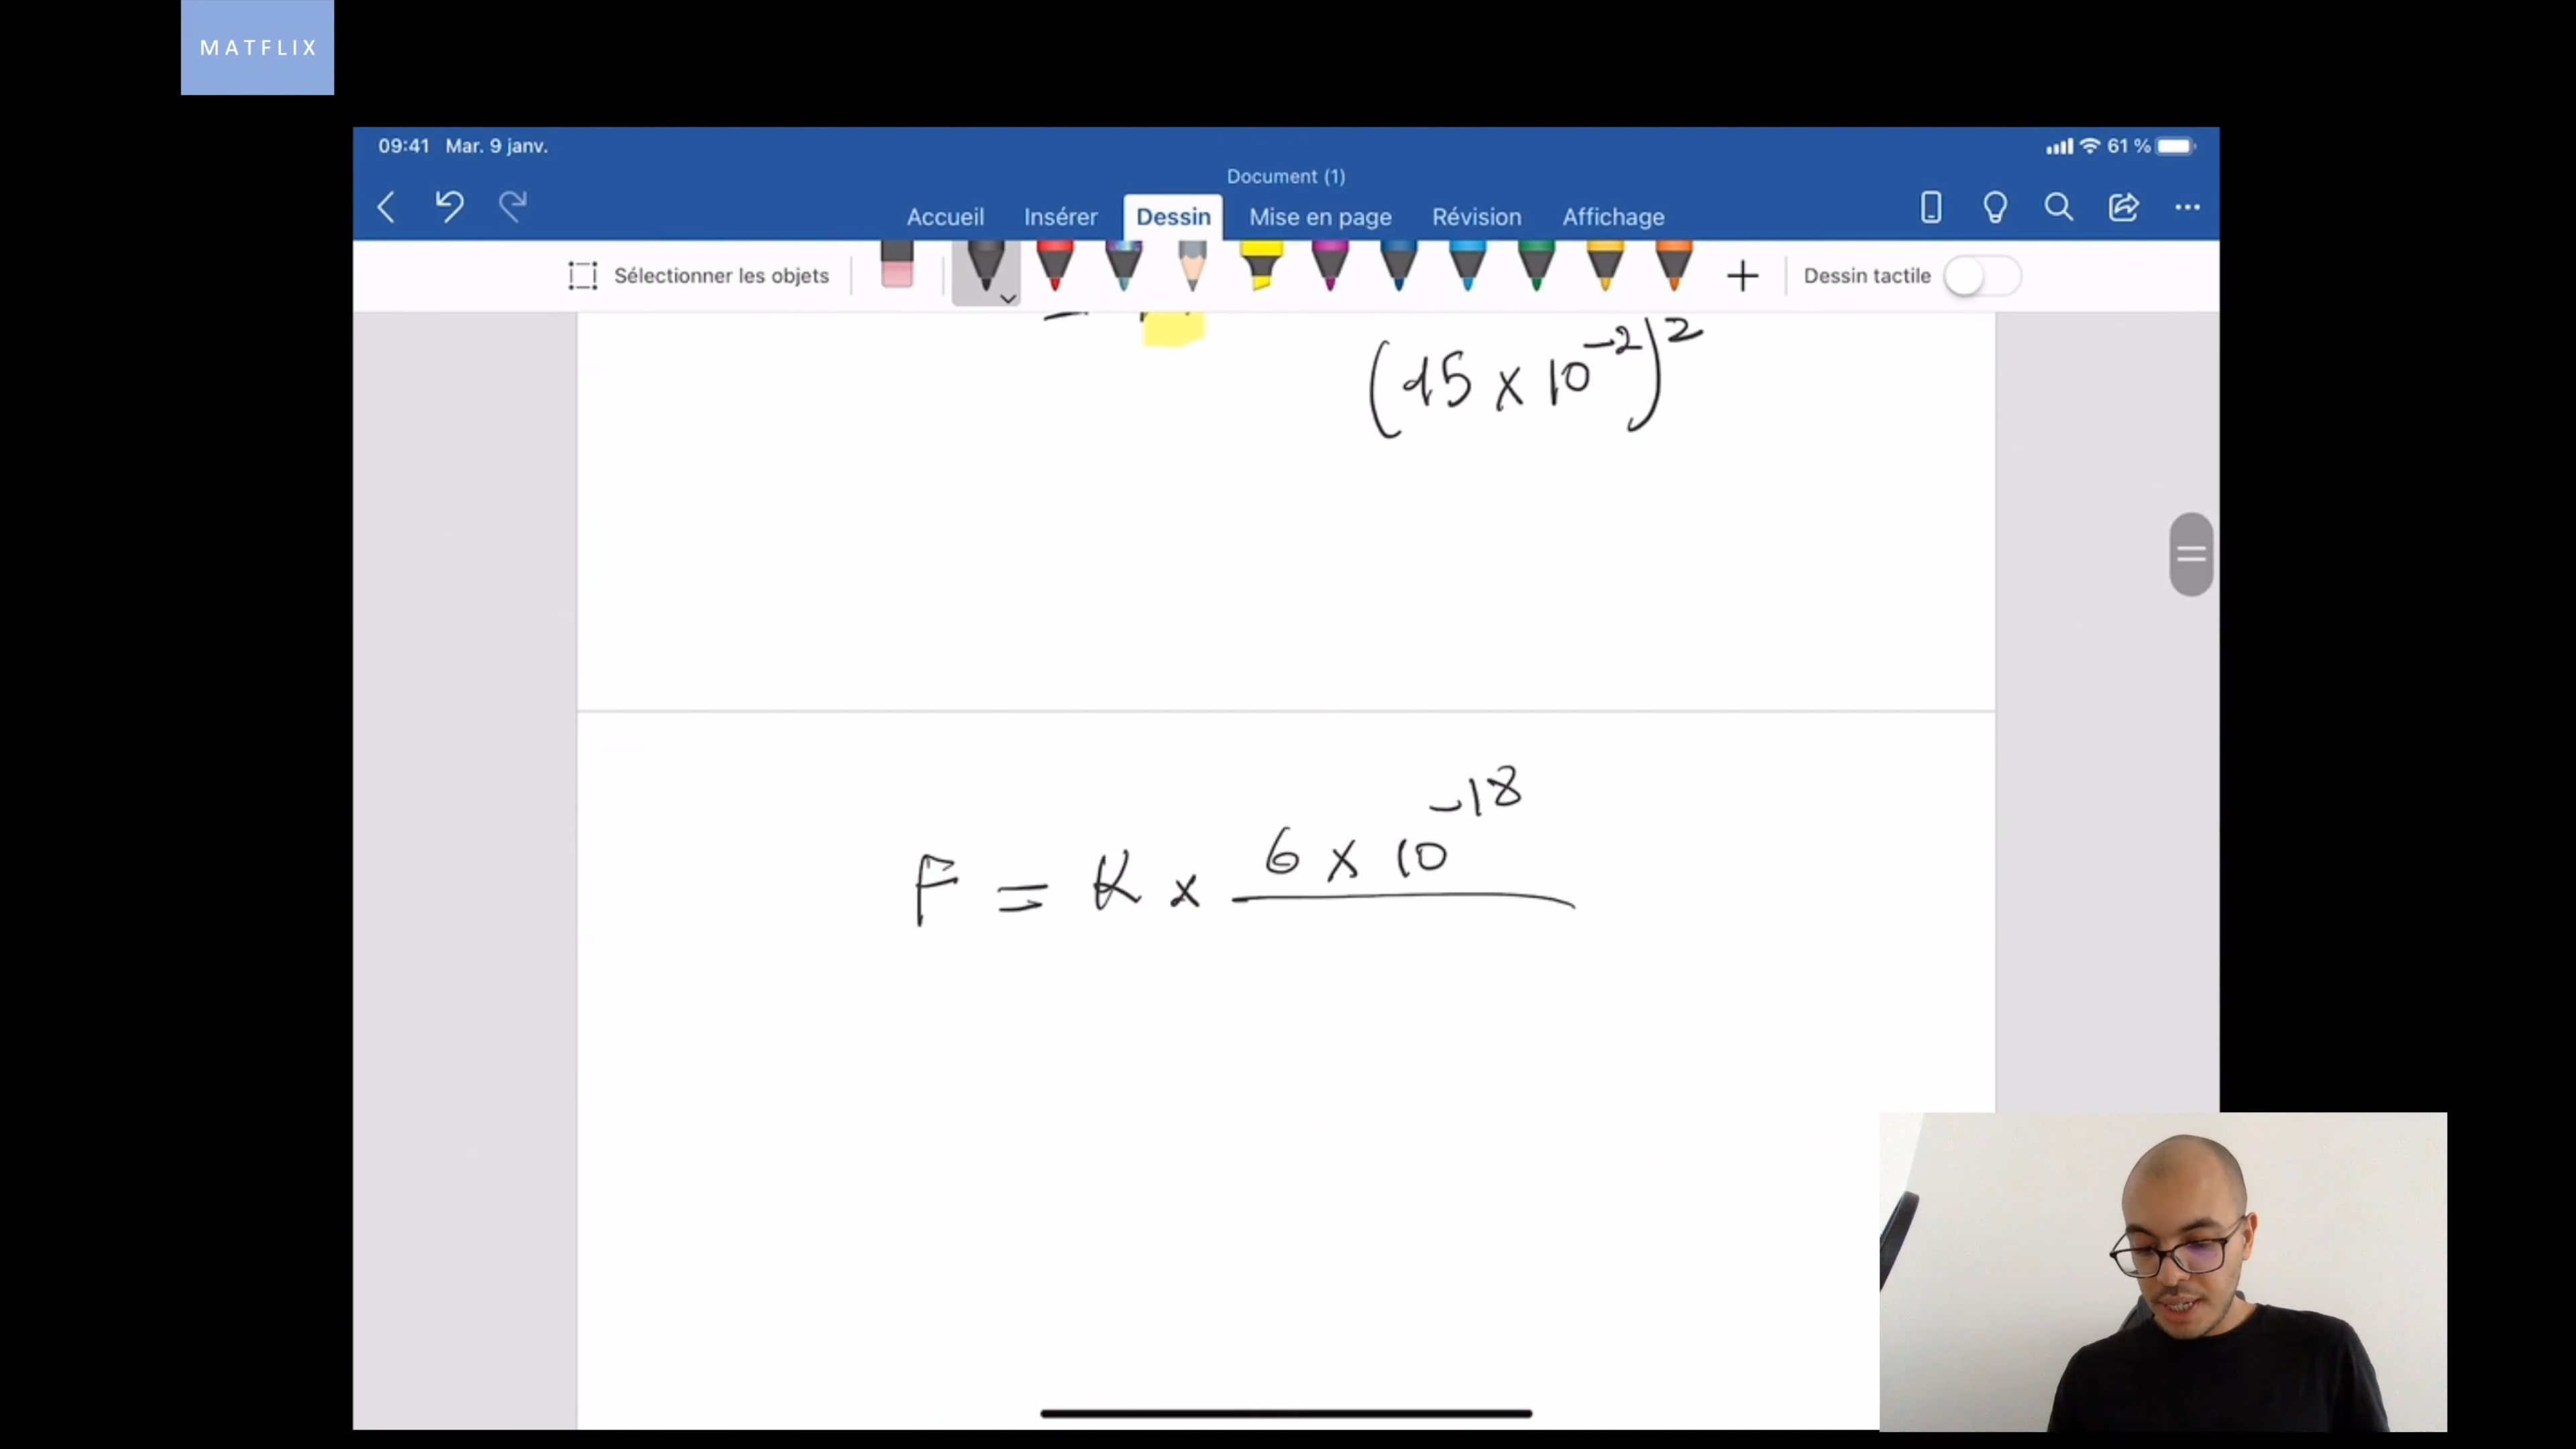 MATFLIX
09:41 Mar. 9 janv.
61 %
Document (1)
Accueil Insérer Dessin Mise en page Révision Affichage
Sélectionner les objets
Dessin tactile
(15 × 10⁻²)²
F = K × 6 × 10⁻¹⁸